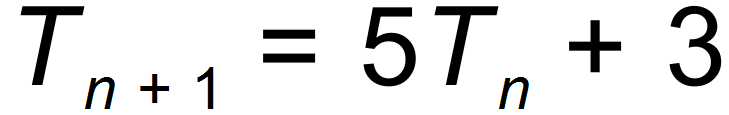 Tₙ ₊ ₁ = 5Tₙ + 3